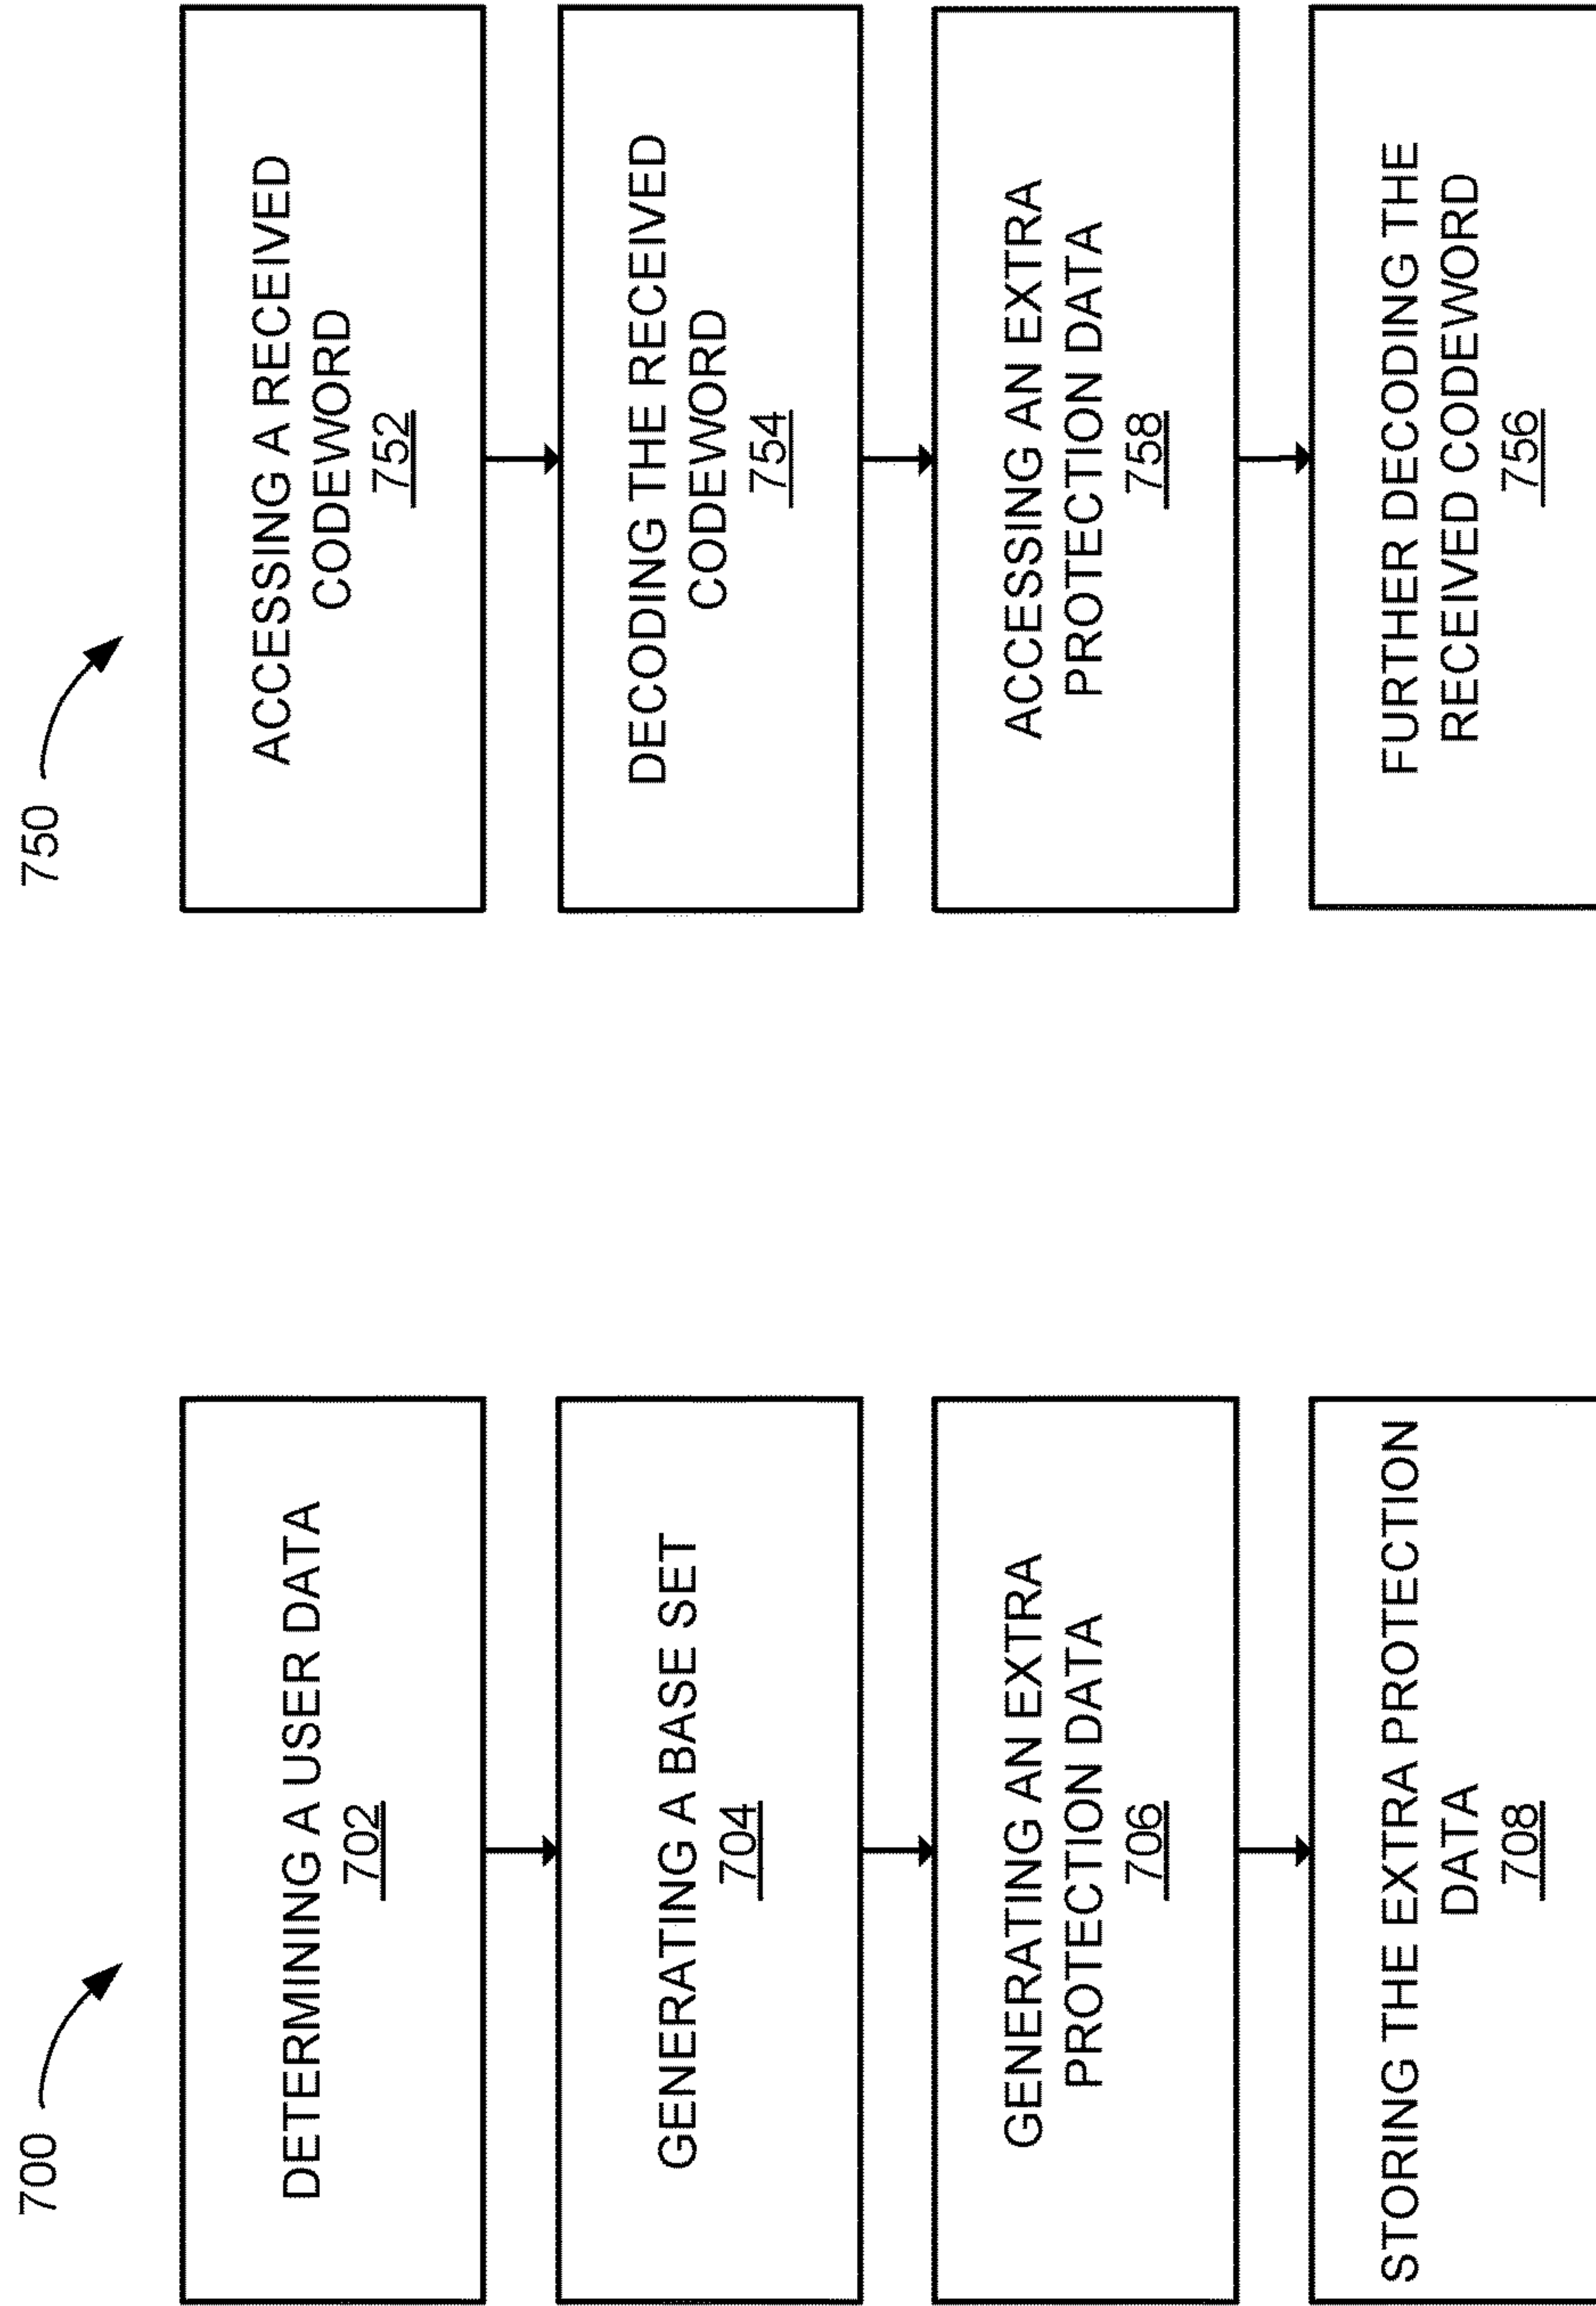 700
DETERMINING A USER DATA
702
GENERATING A BASE SET
704
GENERATING AN EXTRA
PROTECTION DATA
706
STORING THE EXTRA PROTECTION
DATA
708
750
ACCESSING A RECEIVED
CODEWORD
752
DECODING THE RECEIVED
CODEWORD
754
ACCESSING AN EXTRA
PROTECTION DATA
758
FURTHER DECODING THE
RECEIVED CODEWORD
756